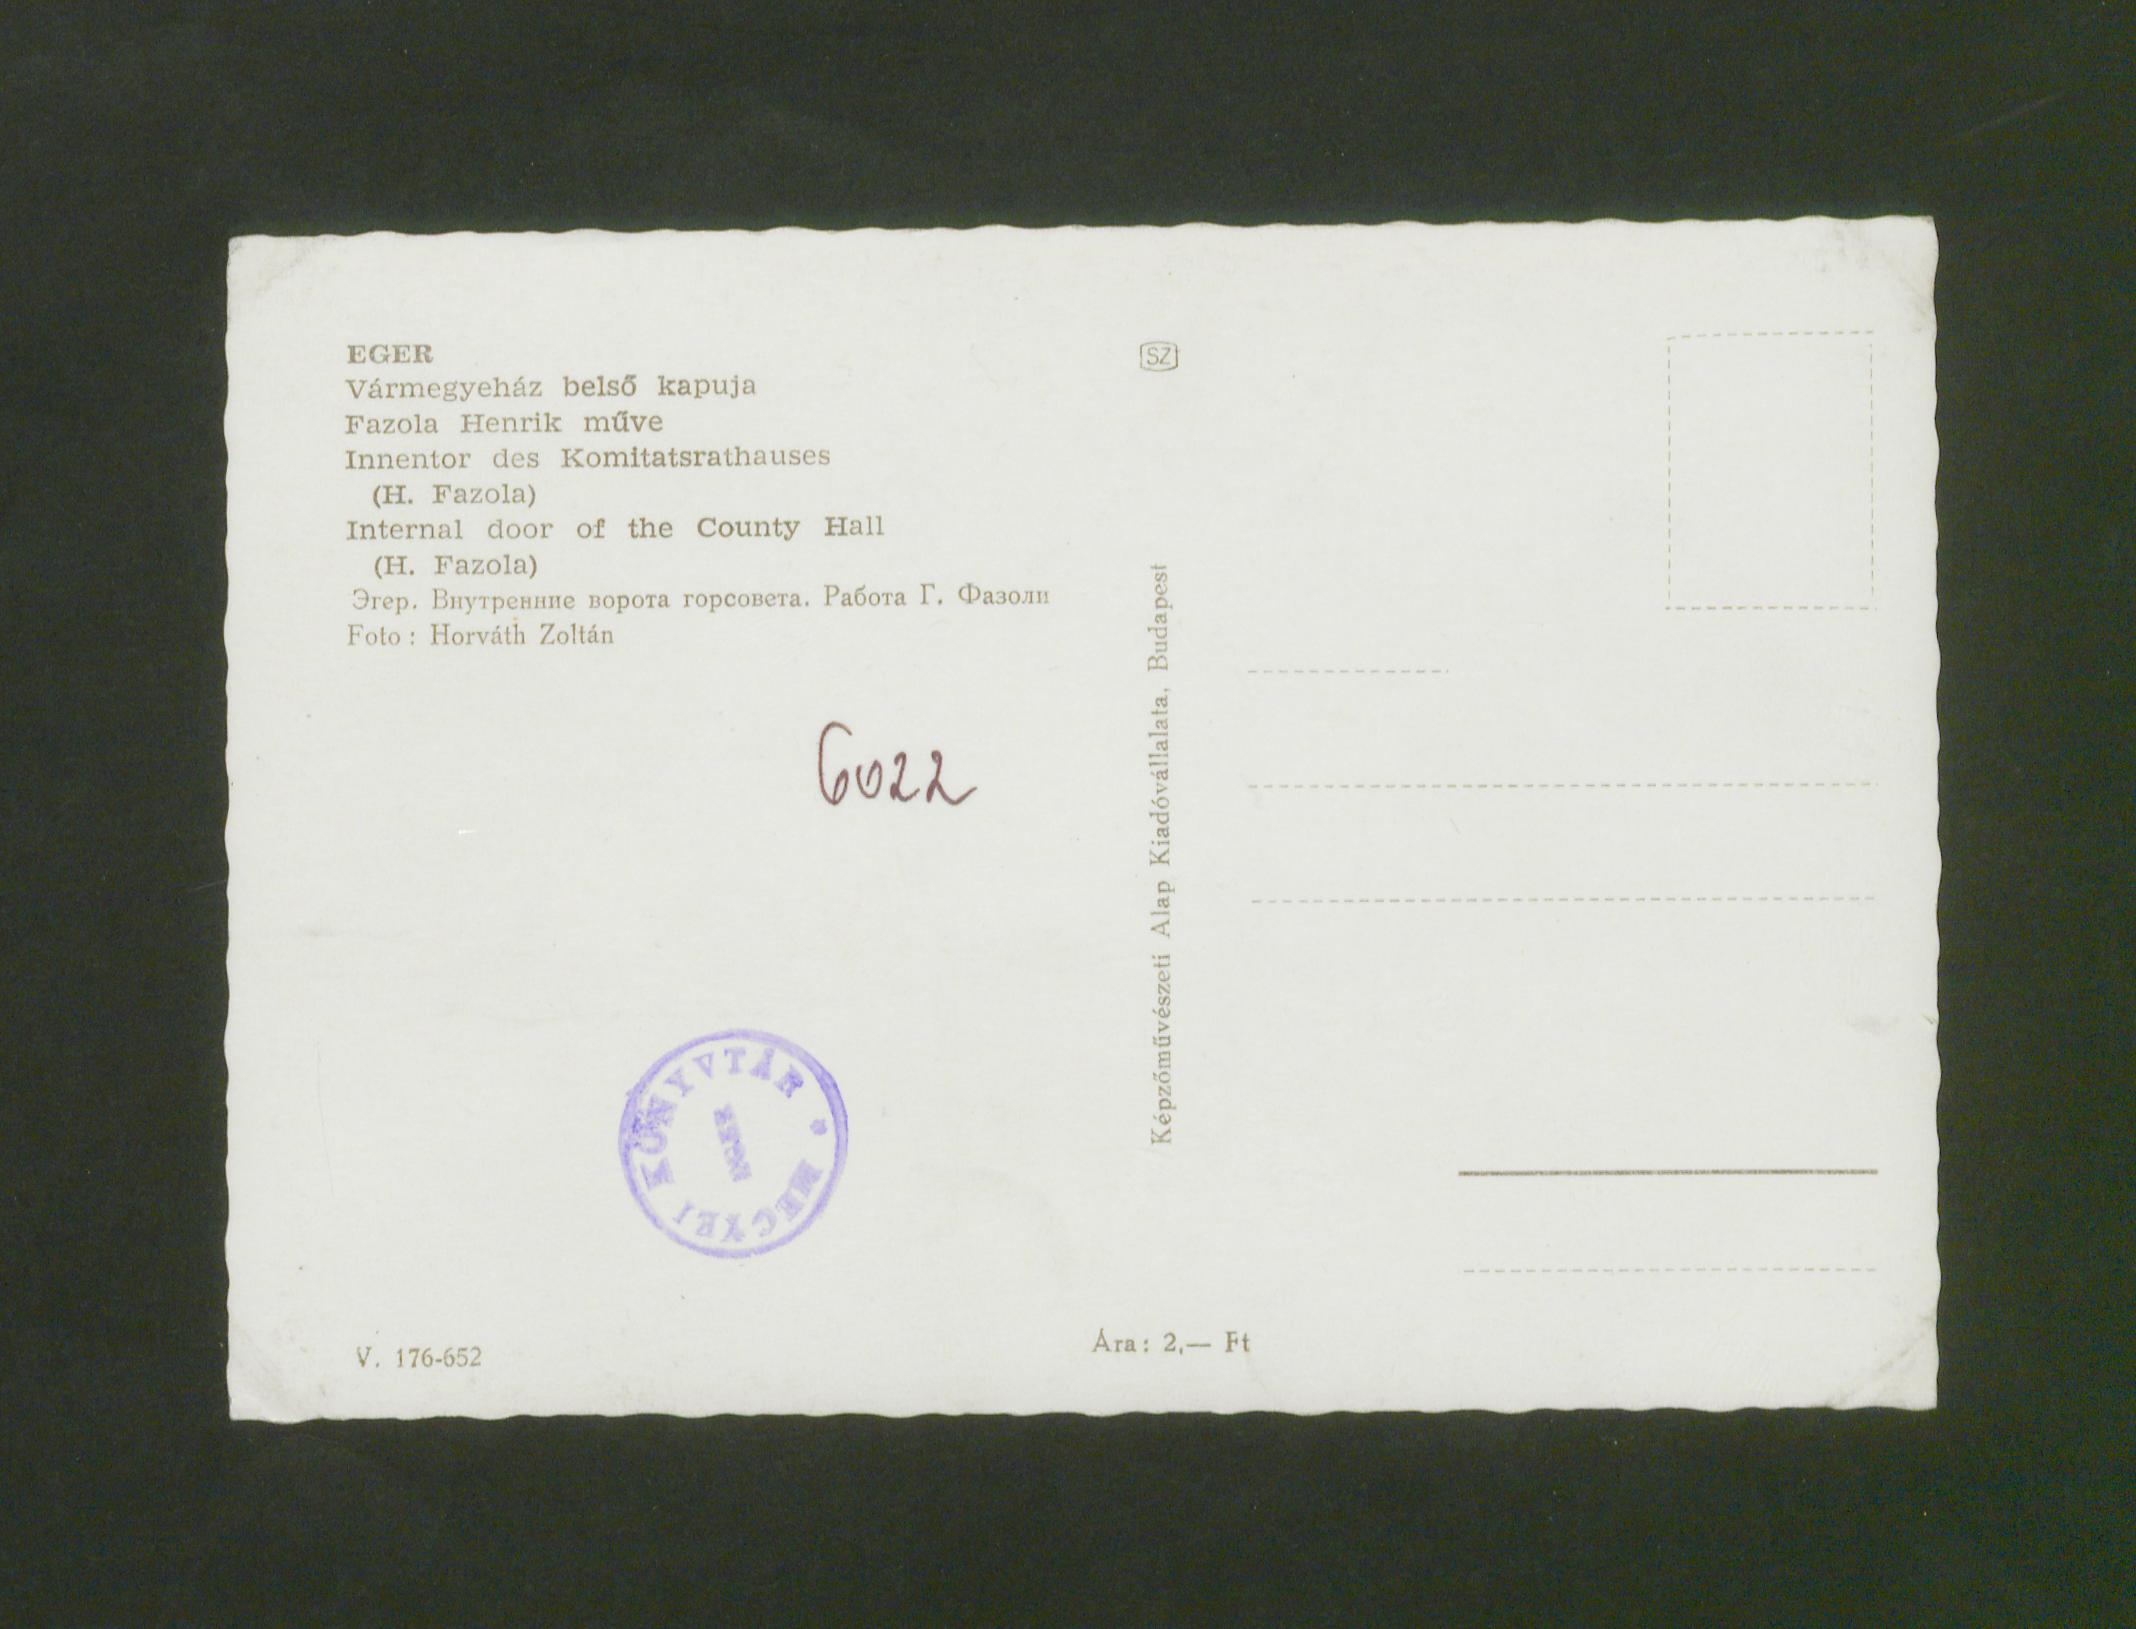 EGER
Vármegyeház belső kapuja
Fazola Henrik műve
Innentor des Komitatsrathauses
(H. Fazola)
Internal door of the County Hall
(H. Fazola)
Эгер. Внутренние ворота горсовета. Работа Г. Фазоли
Foto: Horváth Zoltán
6022
MEGYEI KÖNYVTÁR
V. 176-652
SZ
Képzőművészeti Alap Kiadóvállalata, Budapest
Ára: 2,— Ft